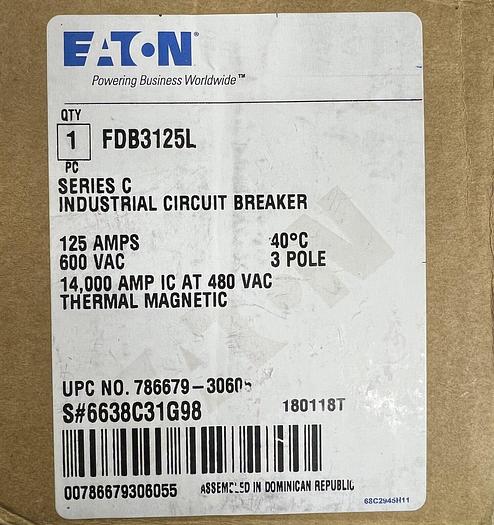 EATON
Powering Business Worldwide™
QTY
1 FDB3125L
PC
SERIES C
INDUSTRIAL CIRCUIT BREAKER
125 AMPS 40°C
600 VAC 3 POLE
14,000 AMP IC AT 480 VAC
THERMAL MAGNETIC
UPC NO. 786679-30605
S#6638C31G98 180118T
00786679306055 ASSEMBLED IN DOMINICAN REPUBLIC
68C2945H11